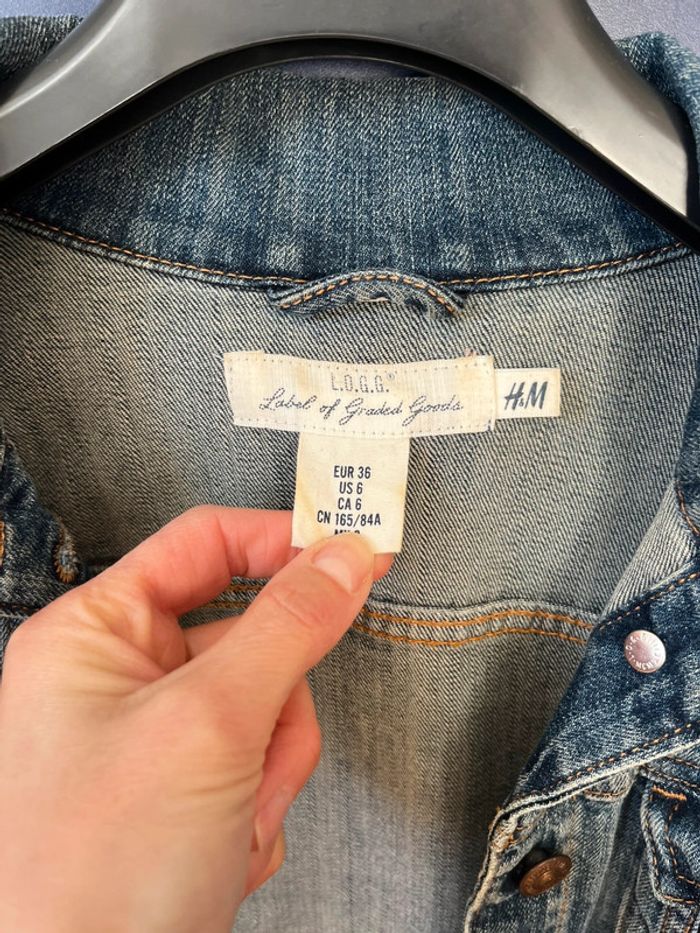 L.O.G.G.®
Label of Graded Goods
H&M
EUR 36
US 6
CA 6
CN 165/84A